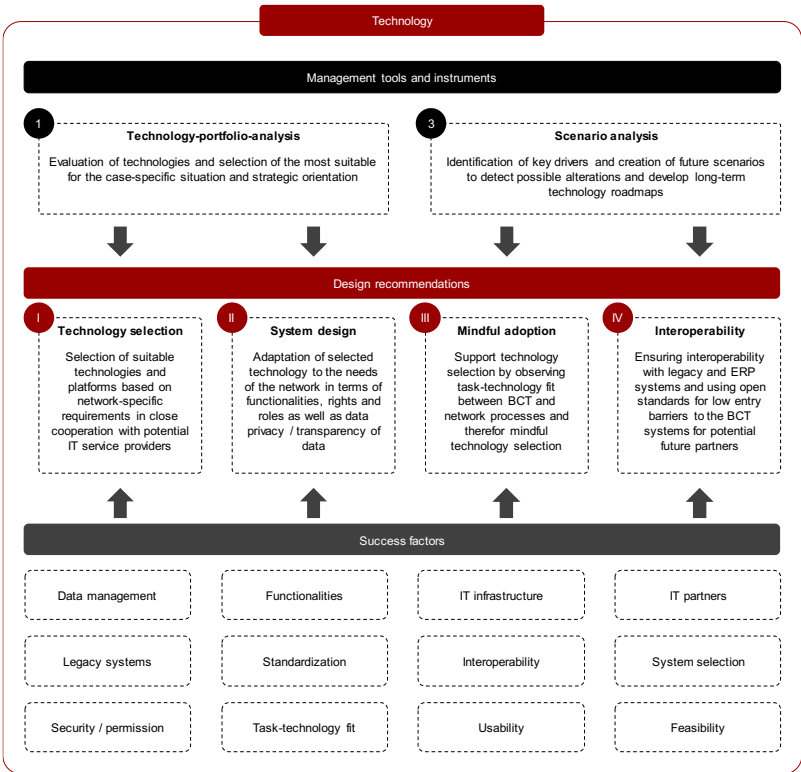 Technology
Management tools and instruments
1
Technology-portfolio-analysis
Evaluation of technologies and selection of the most suitable
for the case-specific situation and strategic orientation
3
Scenario analysis
Identification of key drivers and creation of future scenarios
to detect possible alterations and develop long-term
technology roadmaps
Design recommendations
I
Technology selection
Selection of suitable
technologies and
platforms based on
network-specific
requirements in close
cooperation with potential
IT service providers
II
System design
Adaptation of selected
technology to the needs
of the network in terms of
functionalities, rights and
roles as well as data
privacy / transparency of
data
III
Mindful adoption
Support technology
selection by observing
task-technology fit
between BCT and
network processes and
therefor mindful
technology selection
IV
Interoperability
Ensuring interoperability
with legacy and ERP
systems and using open
standards for low entry
barriers to the BCT
systems for potential
future partners
Success factors
Data management
Functionalities
IT infrastructure
IT partners
Legacy systems
Standardization
Interoperability
System selection
Security / permission
Task-technology fit
Usability
Feasibility